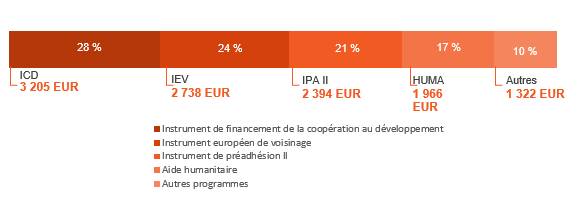 28 % 24 % 21 % 17 % 10 %
ICD IEV IPA II HUMA Autres
3 205 EUR 2 738 EUR 2 394 EUR 1 966 EUR 1 322 EUR
Instrument de financement de la coopération au développement
Instrument européen de voisinage
Instrument de préadhésion II
Aide humanitaire
Autres programmes